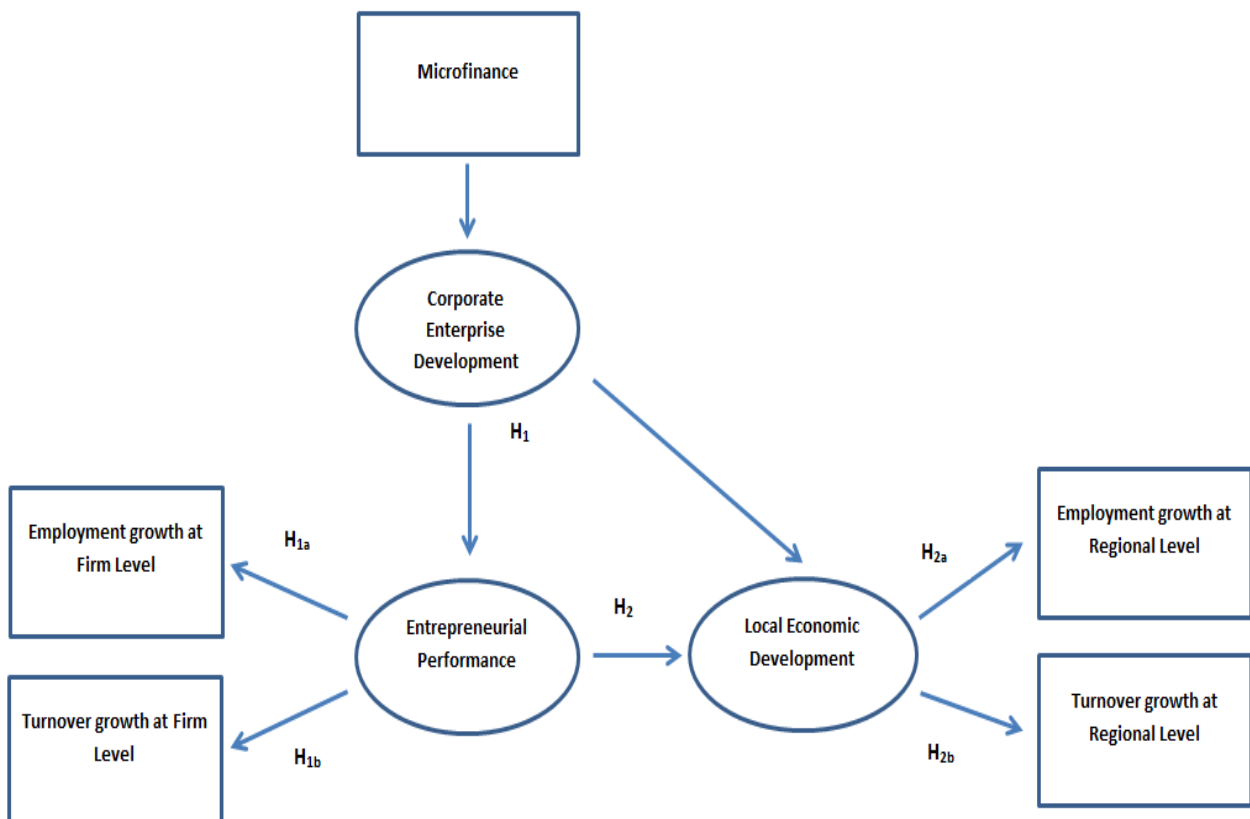 Microfinance
Corporate
Enterprise
Development
H₁
Employment growth at
Firm Level
H₁ₐ
Entrepreneurial
Performance
H₂
Local Economic
Development
H₂ₐ
Employment growth at
Regional Level
Turnover growth at Firm
Level
H₁b
H₂b
Turnover growth at
Regional Level